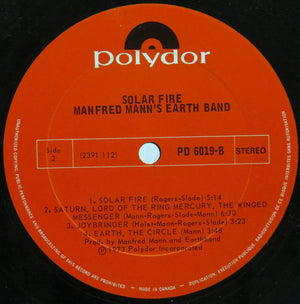 polydor
SOLAR FIRE
MANFRED MANN'S EARTH BAND
Side
2
(2391 112)
PD 6019-B
STEREO
1. SOLAR FIRE (Rogers-Slade) 5:14
2. SATURN, LORD OF THE RING MERCURY, THE WINGED
MESSENGER (Mann-Rogers-Slade-Mann) 6:30
3. JOYBRINGER (Holst-Mann-Rogers-Slade) 3:23
4. EARTH, THE CIRCLE (Mann) 3:48
Prod. by Manfred Mann and Earthband
Ⓟ 1973 Polydor Incorporated
MADE IN CANADA
DUPLICATION